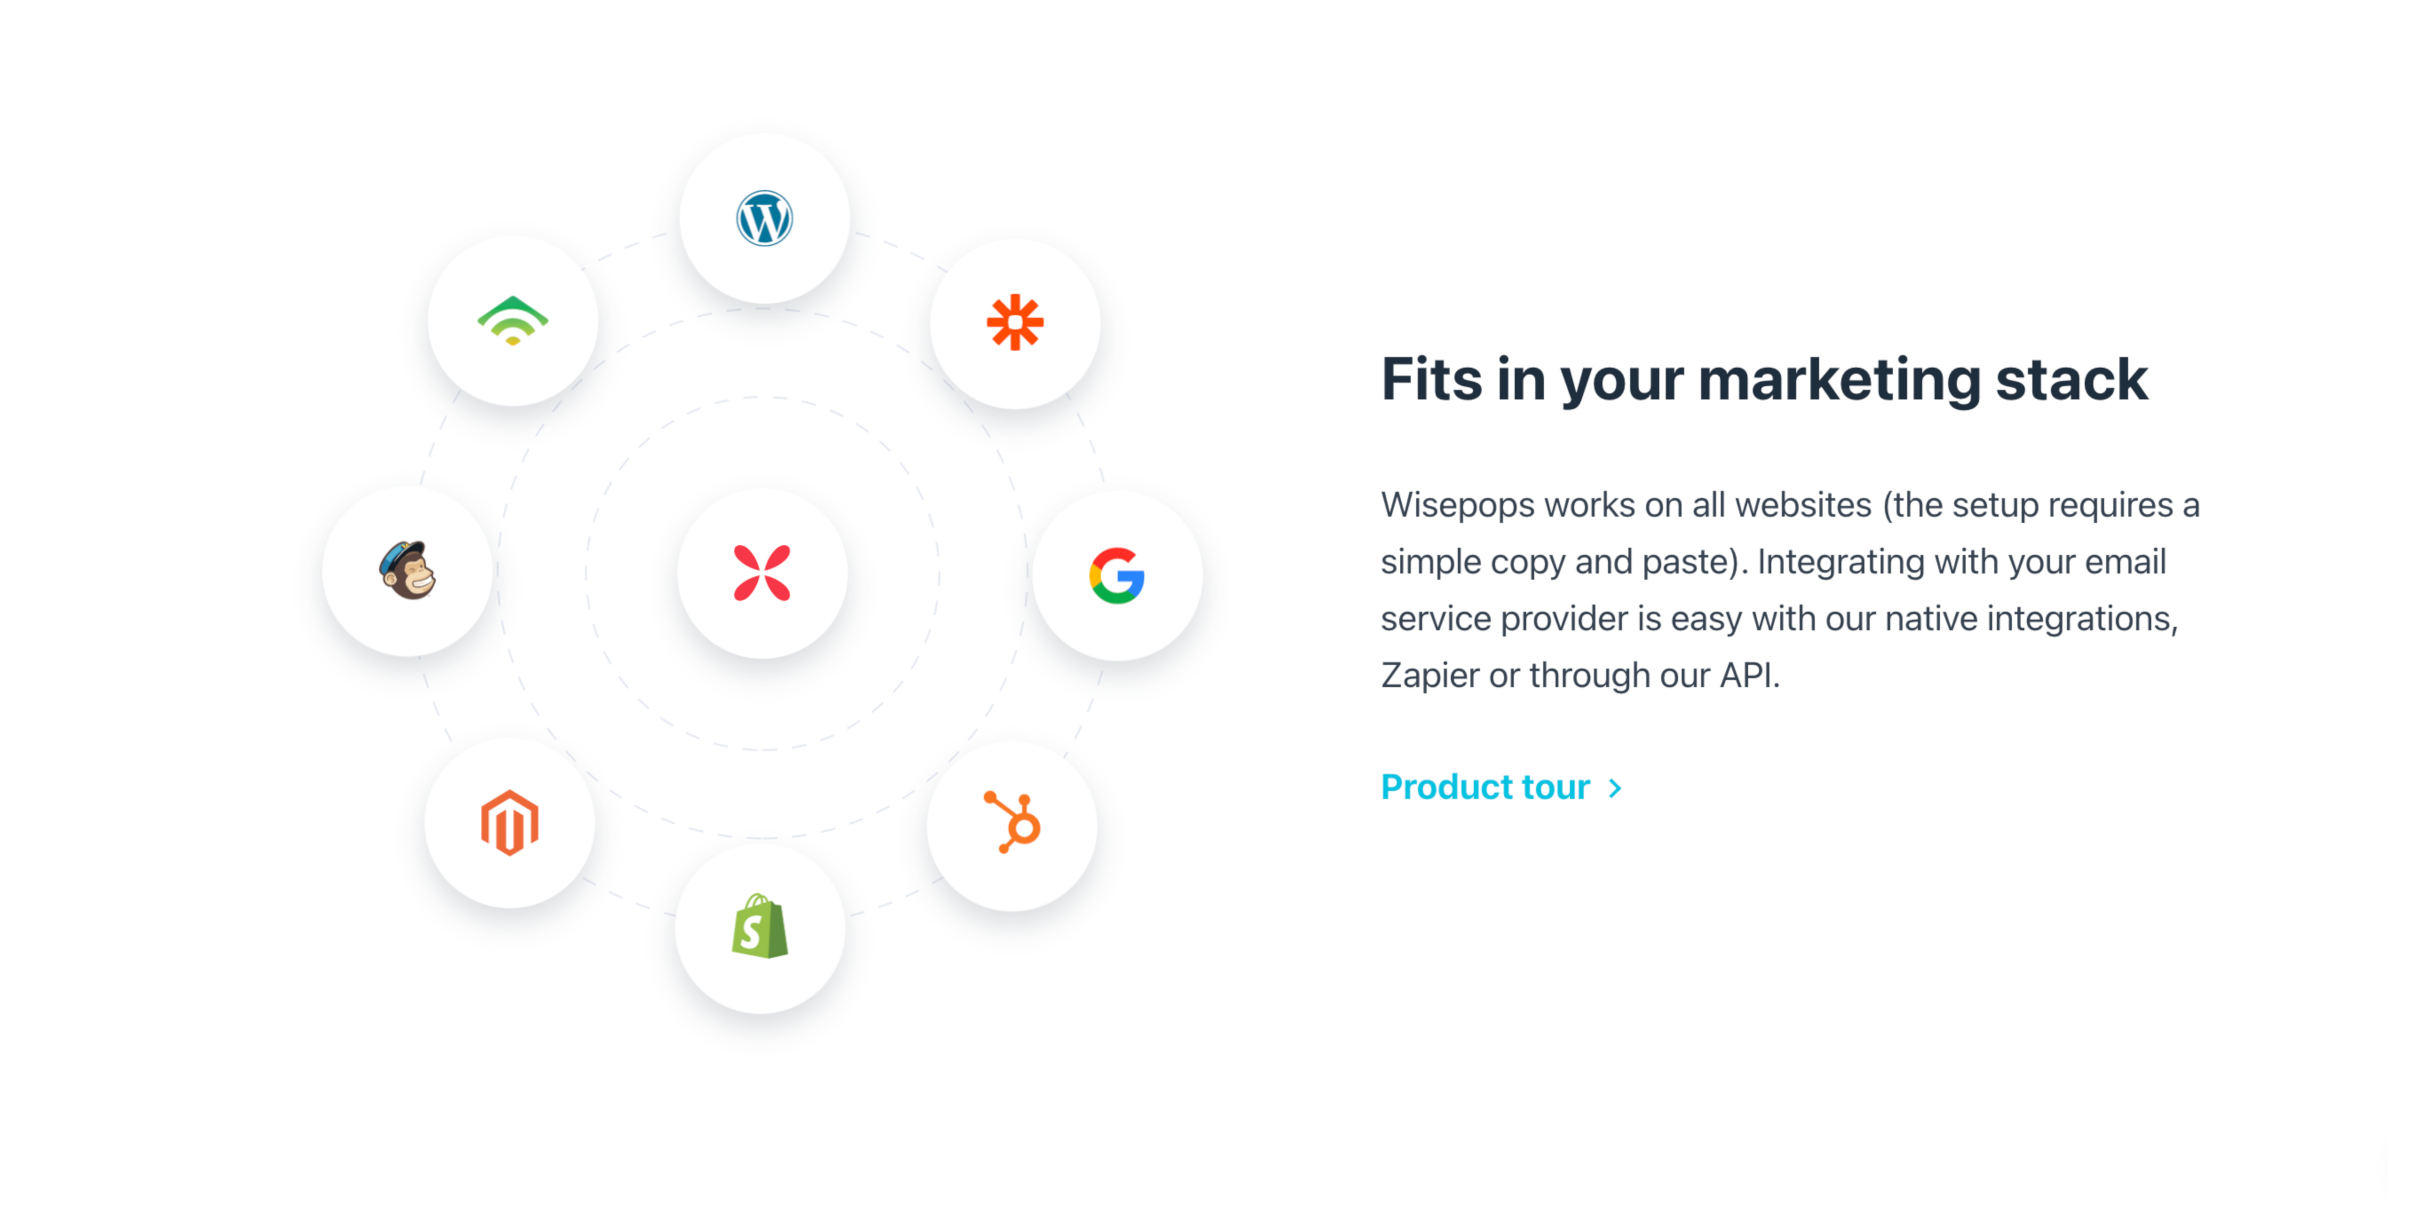 Fits in your marketing stack
Wisepops works on all websites (the setup requires a
simple copy and paste). Integrating with your email
service provider is easy with our native integrations,
Zapier or through our API.
Product tour